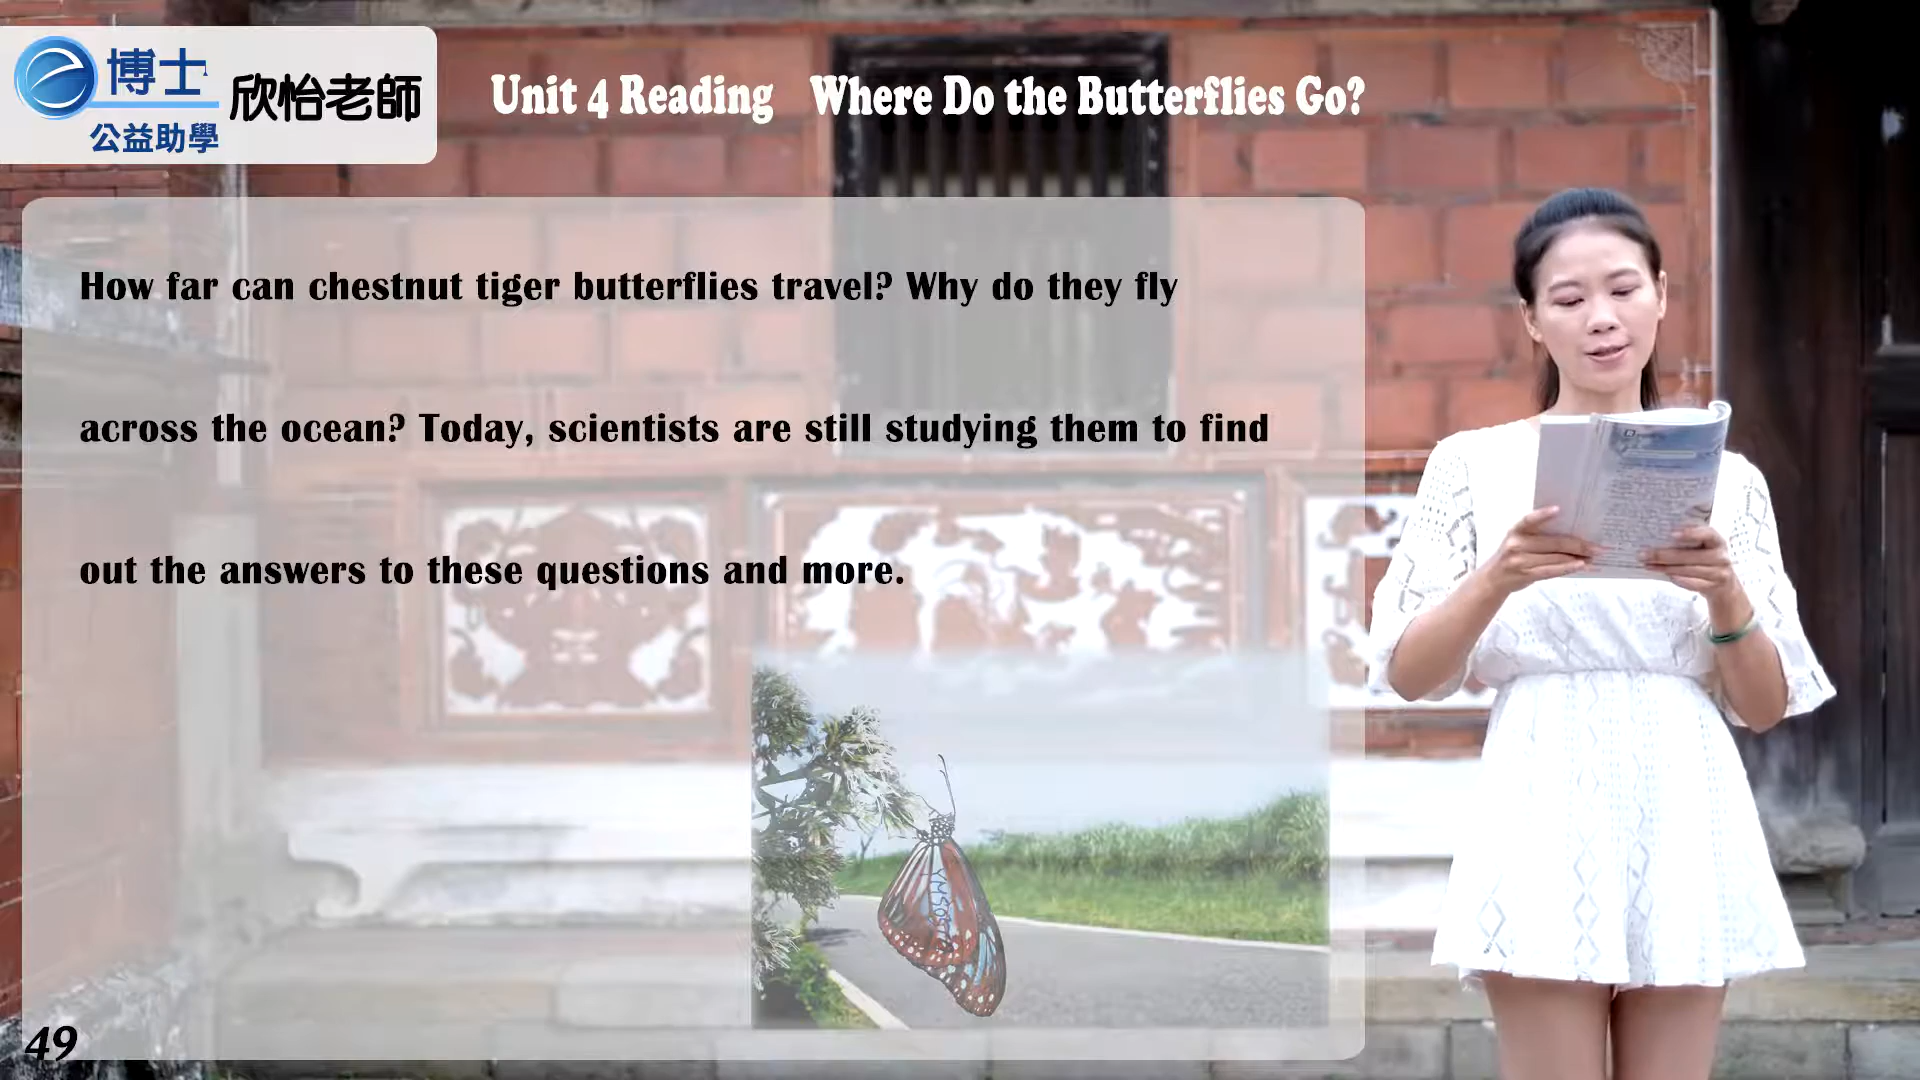 博士
公益助學
欣怡老師
Unit 4 Reading Where Do the Butterflies Go?
How far can chestnut tiger butterflies travel? Why do they fly
across the ocean? Today, scientists are still studying them to find
out the answers to these questions and more.
49